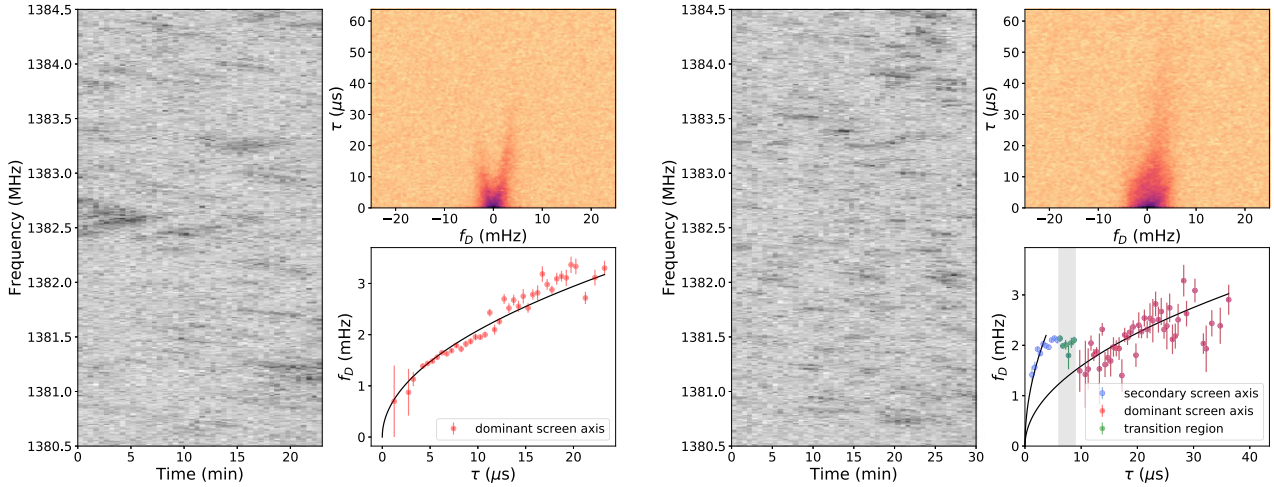 1384.5
1384.0
1383.5
1383.0
1382.5
1382.0
1381.5
1381.0
1380.5
Frequency (MHz)
0 5 10 15 20
Time (min)
60
50
40
30
20
10
0
τ (μs)
−20 −10 0 10 20
f_D (mHz)
3
2
1
0
f_D (mHz)
dominant screen axis
0 5 10 15 20
τ (μs)
1384.5
1384.0
1383.5
1383.0
1382.5
1382.0
1381.5
1381.0
1380.5
Frequency (MHz)
0 5 10 15 20 25 30
Time (min)
60
50
40
30
20
10
0
τ (μs)
−20 −10 0 10 20
f_D (mHz)
3
2
1
0
f_D (mHz)
secondary screen axis
dominant screen axis
transition region
0 10 20 30 40
τ (μs)